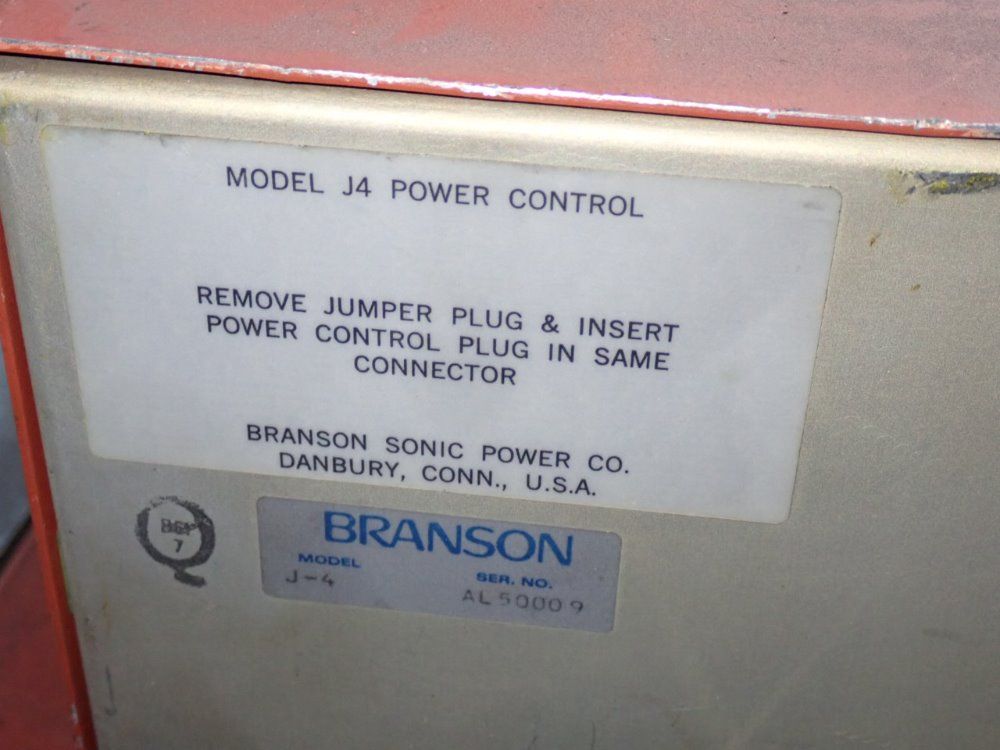 MODEL J4 POWER CONTROL
REMOVE JUMPER PLUG & INSERT
POWER CONTROL PLUG IN SAME
CONNECTOR
BRANSON SONIC POWER CO.
DANBURY, CONN., U.S.A.
BRANSON
MODEL
SER. NO.
J-4
AL50009
Q
7